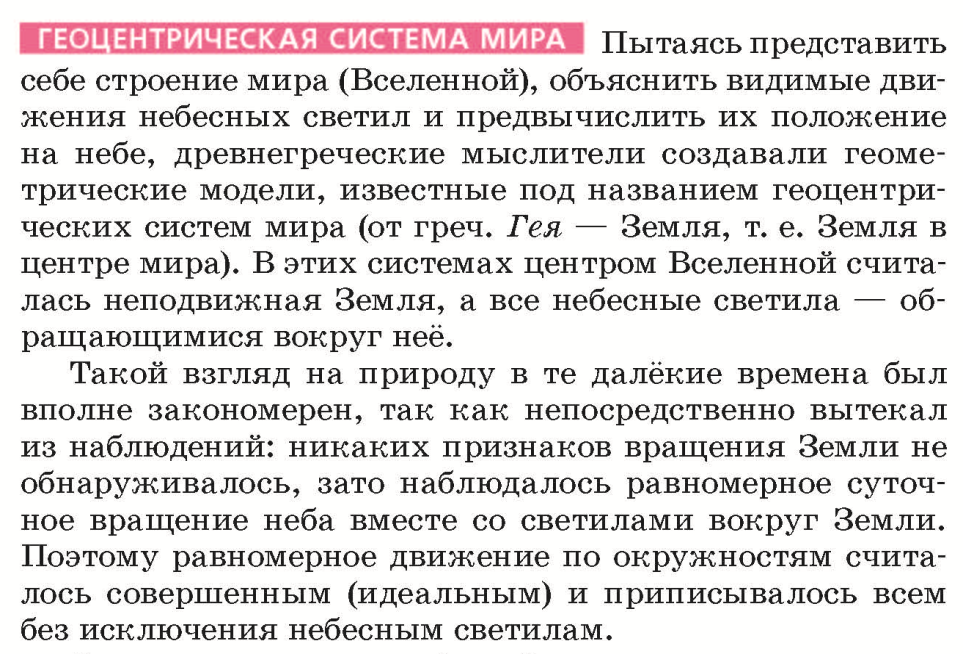 ГЕОЦЕНТРИЧЕСКАЯ СИСТЕМА МИРА Пытаясь представить
себе строение мира (Вселенной), объяснить видимые дви-
жения небесных светил и предвычислить их положение
на небе, древнегреческие мыслители создавали геоме-
трические модели, известные под названием геоцентри-
ческих систем мира (от греч. Гея — Земля, т. е. Земля в
центре мира). В этих системах центром Вселенной счита-
лась неподвижная Земля, а все небесные светила — об-
ращающимися вокруг неё.
Такой взгляд на природу в те далёкие времена был
вполне закономерен, так как непосредственно вытекал
из наблюдений: никаких признаков вращения Земли не
обнаруживалось, зато наблюдалось равномерное суточ-
ное вращение неба вместе со светилами вокруг Земли.
Поэтому равномерное движение по окружностям счита-
лось совершенным (идеальным) и приписывалось всем
без исключения небесным светилам.